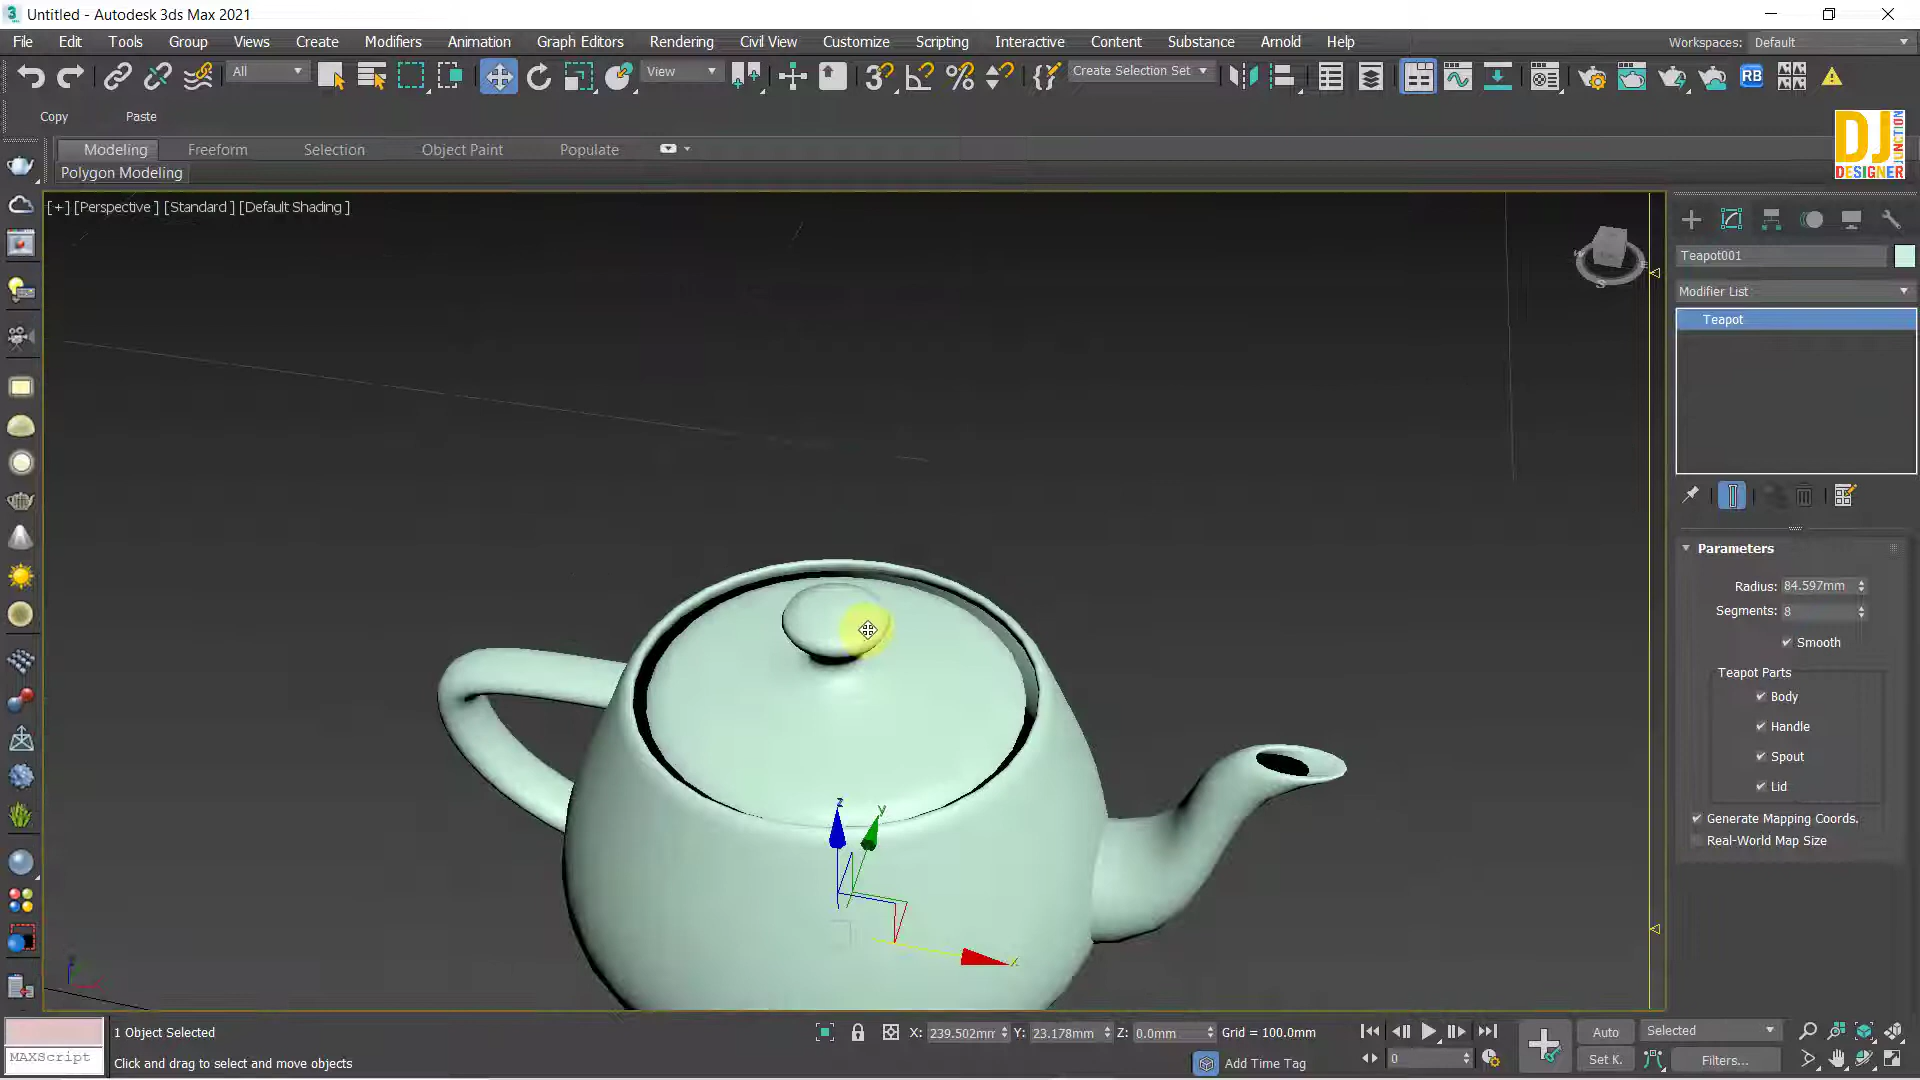 Untitled - Autodesk 3ds Max 2021
File Edit Tools Group Views Create Modifiers Animation Graph Editors Rendering Civil View Customize Scripting Interactive Content Substance Arnold Help Workspaces: Default
All View Create Selection Set RB
Copy Paste
DJ JUNCTION DESIGNER
Modeling Freeform Selection Object Paint Populate
Polygon Modeling
[+] [Perspective ] [Standard ] [Default Shading ]
Teapot001
Modifier List
Teapot
Parameters
Radius: 84.597mm
Segments: 8
Smooth
Teapot Parts
Body
Handle
Spout
Lid
Generate Mapping Coords.
Real-World Map Size
z y
x
1 Object Selected X: 239.502mm Y: 23.178mm Z: 0.0mm Grid = 100.0mm Auto Selected
MAXScript Click and drag to select and move objects Add Time Tag 0 Set K. Filters...